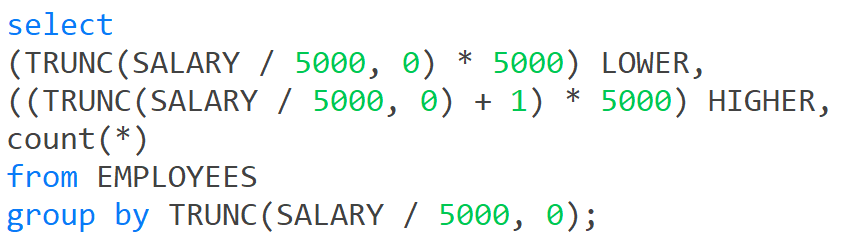 select
(TRUNC(SALARY / 5000, 0) * 5000) LOWER,
((TRUNC(SALARY / 5000, 0) + 1) * 5000) HIGHER,
count(*)
from EMPLOYEES
group by TRUNC(SALARY / 5000, 0);